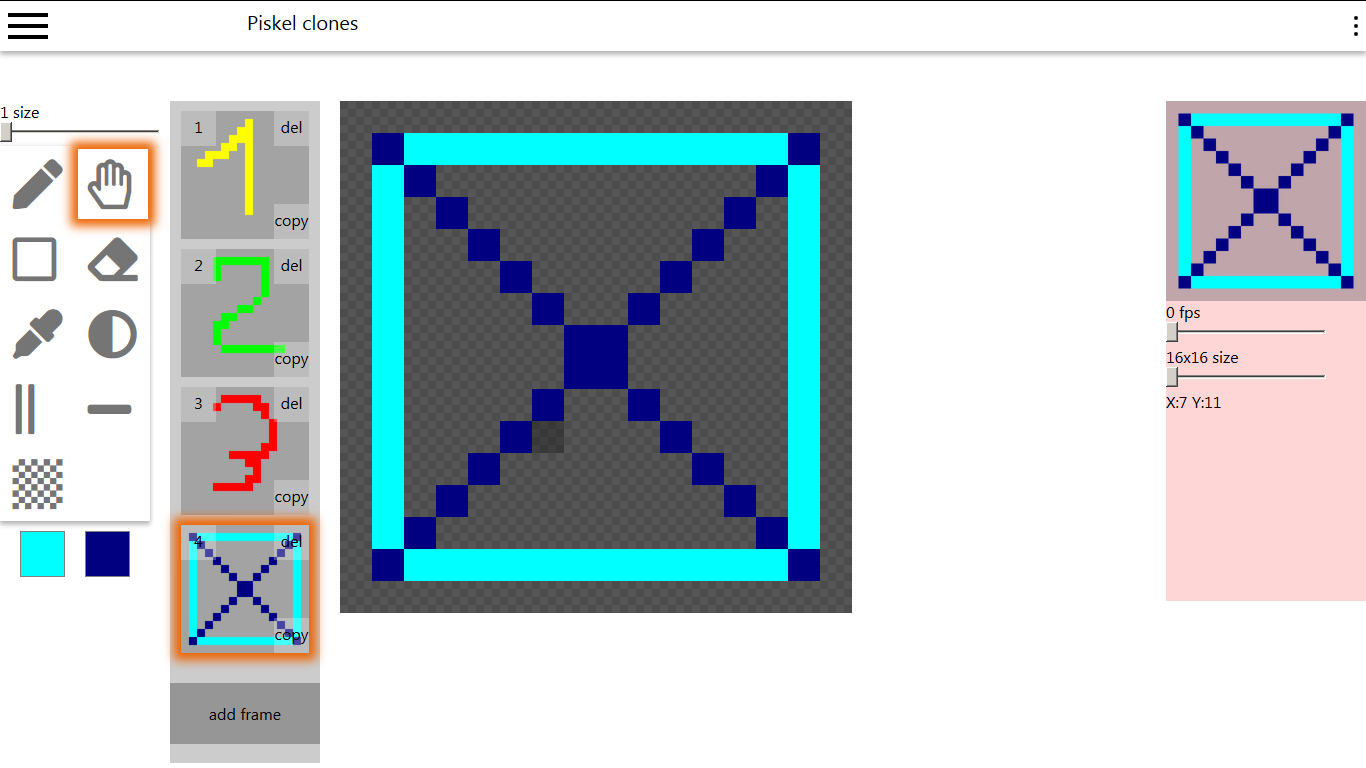 Piskel clones
1 size
1
del
copy
2
del
copy
3
del
copy
4
del
copy
add frame
0 fps
16x16 size
X:7 Y:11